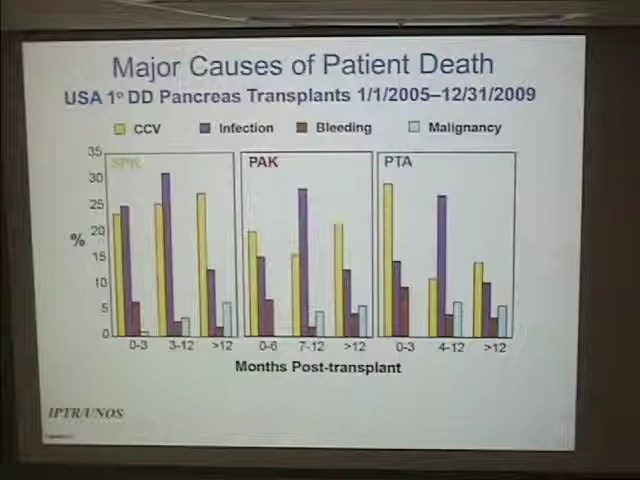 Major Causes of Patient Death
USA 1º DD Pancreas Transplants 1/1/2005–12/31/2009
CCV Infection Bleeding Malignancy
SPK PAK PTA
35
30
25
20
15
10
5
0
%
0-3 3-12 >12 0-6 7-12 >12 0-3 4-12 >12
Months Post-transplant
IPTR/UNOS